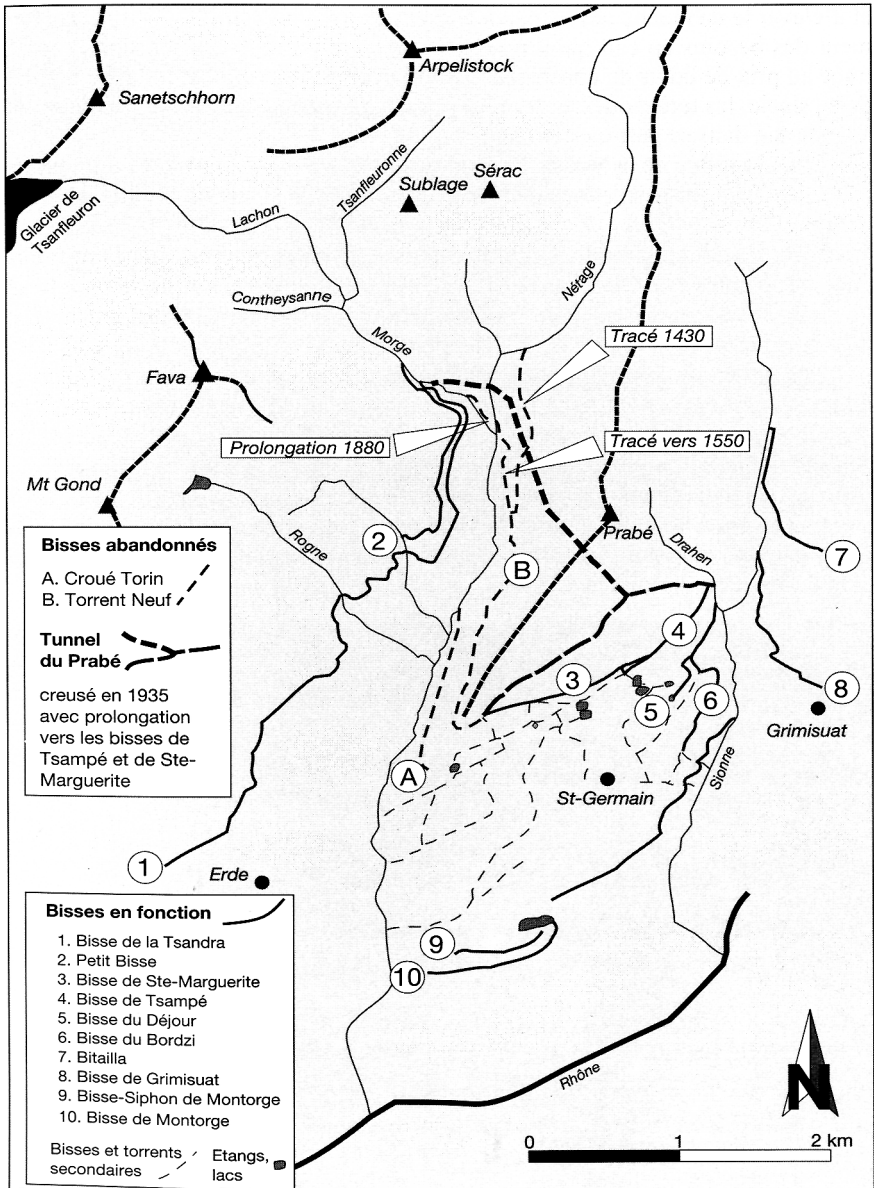 Arpelistock
Sanetschhorn
Tsanfleuronne
Sérac
Sublage
Glacier de
Tsanfleuron
Lachon
Nétage
Contheysanne
Morge
Tracé 1430
Fava
Prolongation 1880
Tracé vers 1550
Mt Gond
Rogne
Prabé
Drahen
2
7
B
Bisses abandonnés
A. Croué Torin
B. Torrent Neuf
Tunnel
du Prabé
creusé en 1935
avec prolongation
vers les bisses de
Tsampé et de Ste-
Marguerite
4
3
5
6
8
Grimisuat
A
St-Germain
Sionne
1
Erde
Bisses en fonction
1. Bisse de la Tsandra
2. Petit Bisse
3. Bisse de Ste-Marguerite
4. Bisse de Tsampé
5. Bisse du Déjour
6. Bisse du Bordzi
7. Bitailla
8. Bisse de Grimisuat
9. Bisse-Siphon de Montorge
10. Bisse de Montorge
Bisses et torrents
secondaires
Etangs,
lacs
9
10
Rhône
N
0 1 2 km